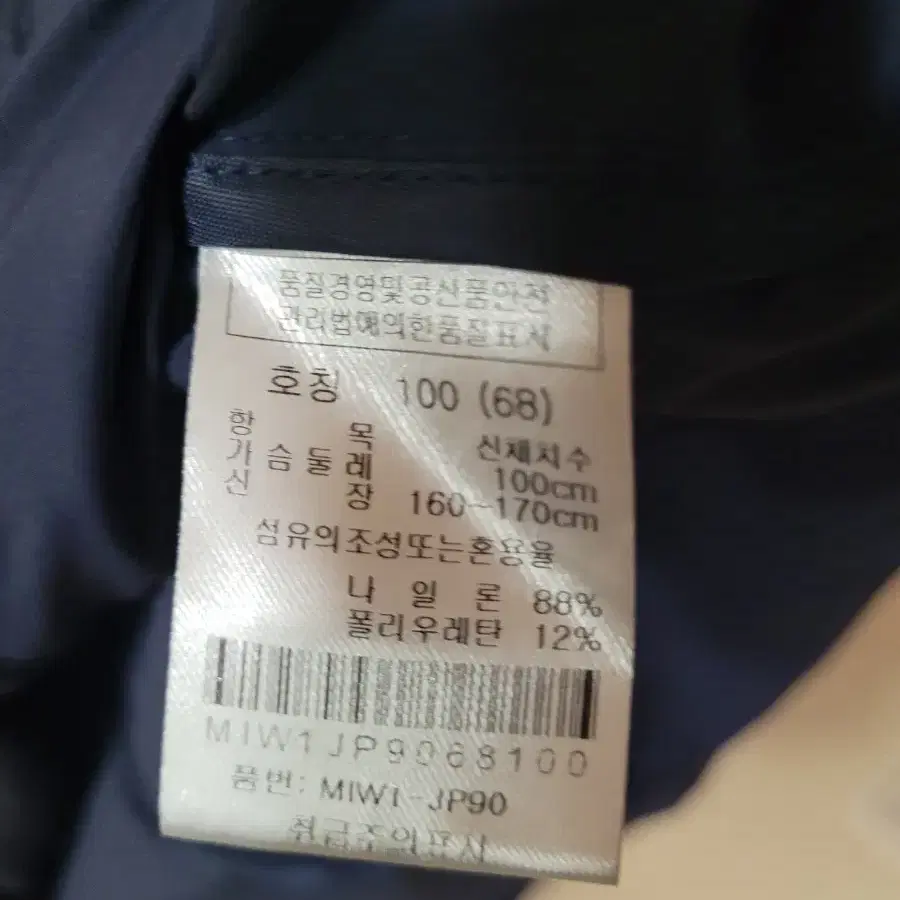 품질경영및공산품안전
관리법에의한품질표시
호칭 100 (68)
항목 신체치수
가슴둘레 100cm
신장 160~170cm
섬유의조성또는혼용율
나일론 88%
폴리우레탄 12%
MIW1JP9068100
품번: MIW1-JP90
취급주의표시